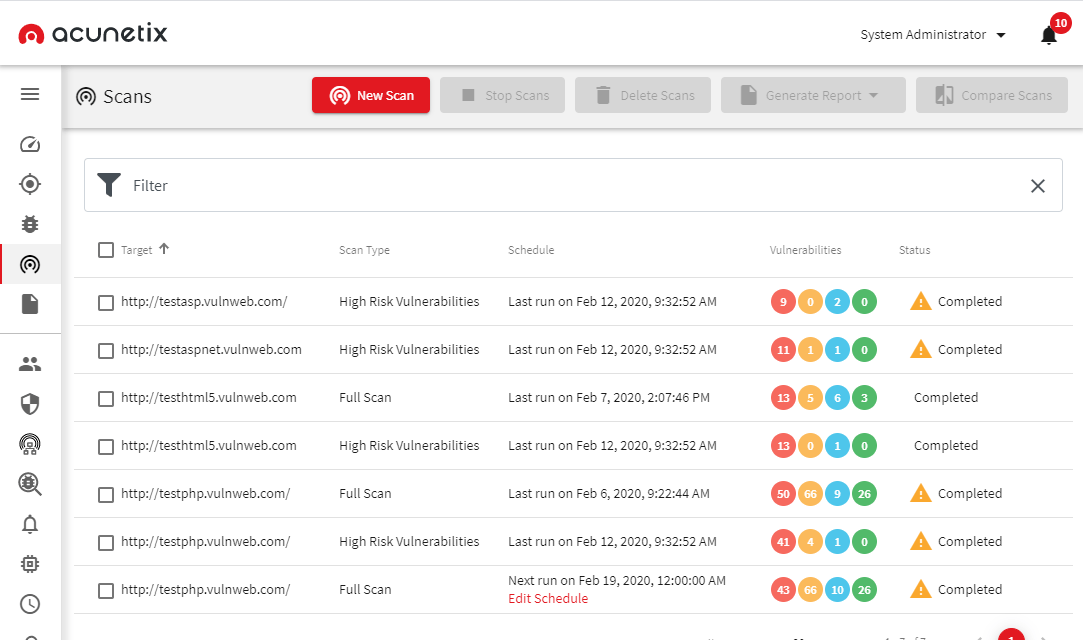 acunetix
System Administrator
10
Scans
New Scan
Stop Scans
Delete Scans
Generate Report
Compare Scans
Filter
Target Scan Type Schedule Vulnerabilities Status
http://testasp.vulnweb.com/ High Risk Vulnerabilities Last run on Feb 12, 2020, 9:32:52 AM 9 0 2 0 Completed
http://testaspnet.vulnweb.com High Risk Vulnerabilities Last run on Feb 12, 2020, 9:32:52 AM 11 1 1 0 Completed
http://testhtml5.vulnweb.com Full Scan Last run on Feb 7, 2020, 2:07:46 PM 13 5 6 3 Completed
http://testhtml5.vulnweb.com High Risk Vulnerabilities Last run on Feb 12, 2020, 9:32:52 AM 13 0 1 0 Completed
http://testphp.vulnweb.com/ Full Scan Last run on Feb 6, 2020, 9:22:44 AM 50 66 9 26 Completed
http://testphp.vulnweb.com/ High Risk Vulnerabilities Last run on Feb 12, 2020, 9:32:52 AM 41 4 1 0 Completed
http://testphp.vulnweb.com/ Full Scan Next run on Feb 19, 2020, 12:00:00 AM 43 66 10 26 Completed
Edit Schedule